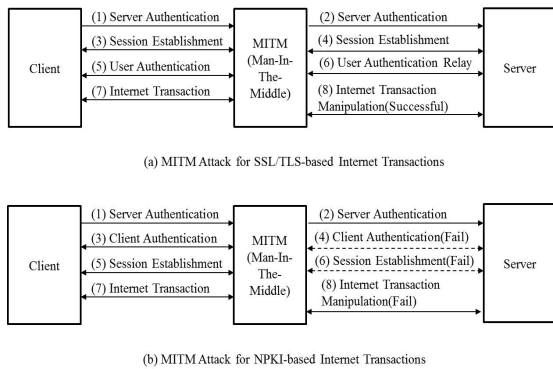 (1) Server Authentication
(2) Server Authentication
(3) Session Establishment
(4) Session Establishment
(5) User Authentication
(6) User Authentication Relay
(7) Internet Transaction
(8) Internet Transaction
Manipulation(Successful)
Client
MITM
(Man-In-
The-
Middle)
Server
(a) MITM Attack for SSL/TLS-based Internet Transactions
(1) Server Authentication
(2) Server Authentication
(3) Client Authentication
(4) Client Authentication(Fail)
(5) Session Establishment
(6) Session Establishment(Fail)
(7) Internet Transaction
(8) Internet Transaction
Manipulation(Fail)
Client
MITM
(Man-In-
The-
Middle)
Server
(b) MITM Attack for NPKI-based Internet Transactions